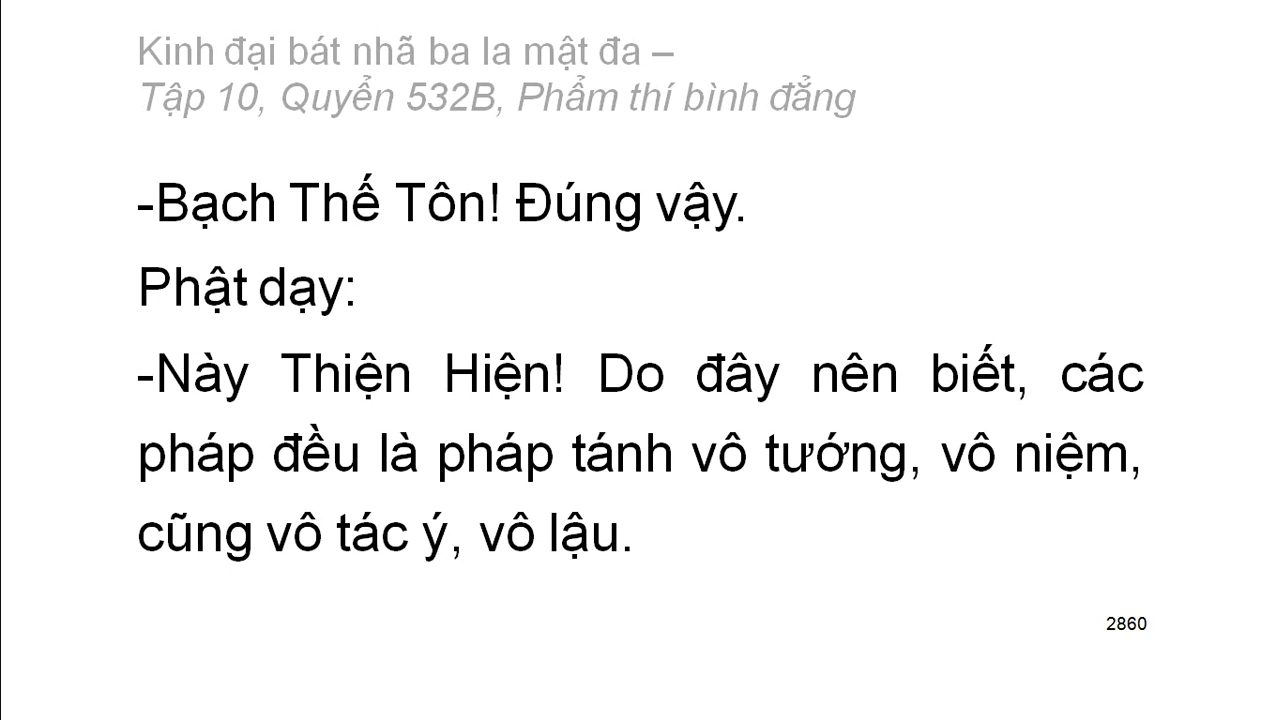 Kinh đại bát nhã ba la mật đa –
Tập 10, Quyển 532B, Phẩm thí bình đẳng
-Bạch Thế Tôn! Đúng vậy.
Phật dạy:
-Này Thiện Hiện! Do đây nên biết, các
pháp đều là pháp tánh vô tướng, vô niệm,
cũng vô tác ý, vô lậu.
2860